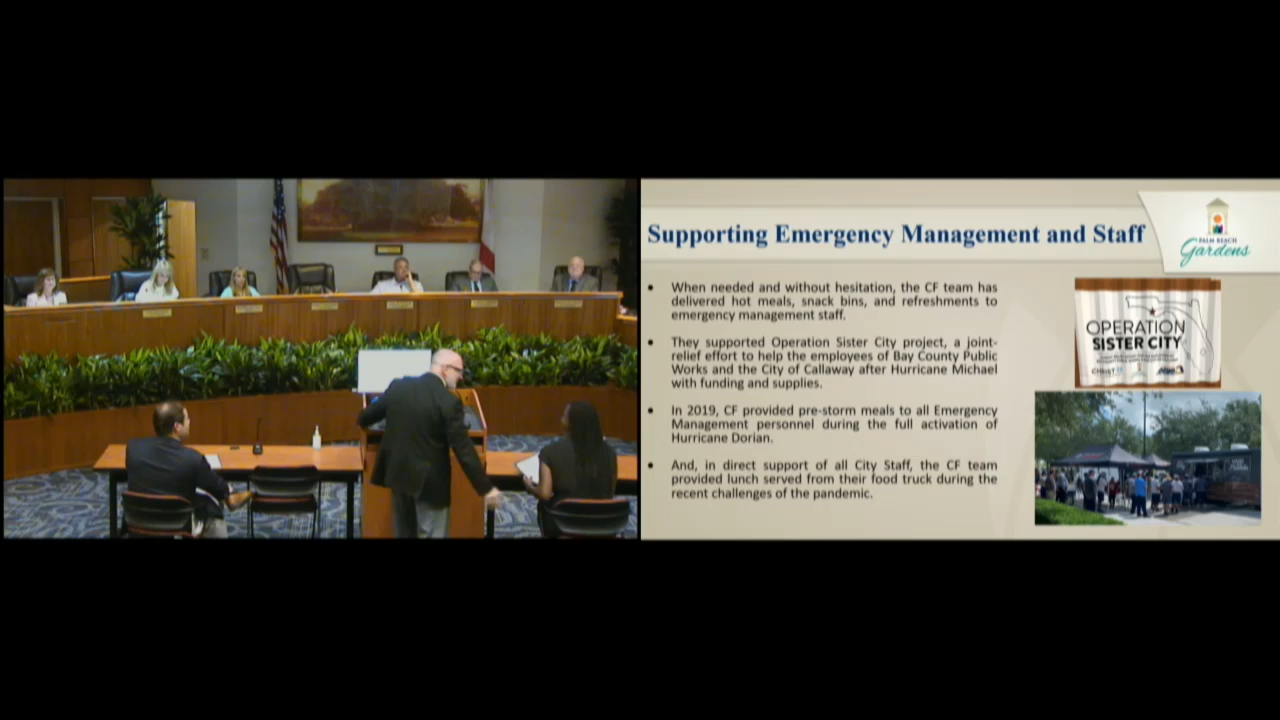 Supporting Emergency Management and Staff
PALM BEACH
Gardens
• When needed and without hesitation, the CF team has
delivered hot meals, snack bins, and refreshments to
emergency management staff.
• They supported Operation Sister City project, a joint-
relief effort to help the employees of Bay County Public
Works and the City of Callaway after Hurricane Michael
with funding and supplies.
• In 2019, CF provided pre-storm meals to all Emergency
Management personnel during the full activation of
Hurricane Dorian.
• And, in direct support of all City Staff, the CF team
provided lunch served from their food truck during the
recent challenges of the pandemic.
OPERATION
SISTER CITY